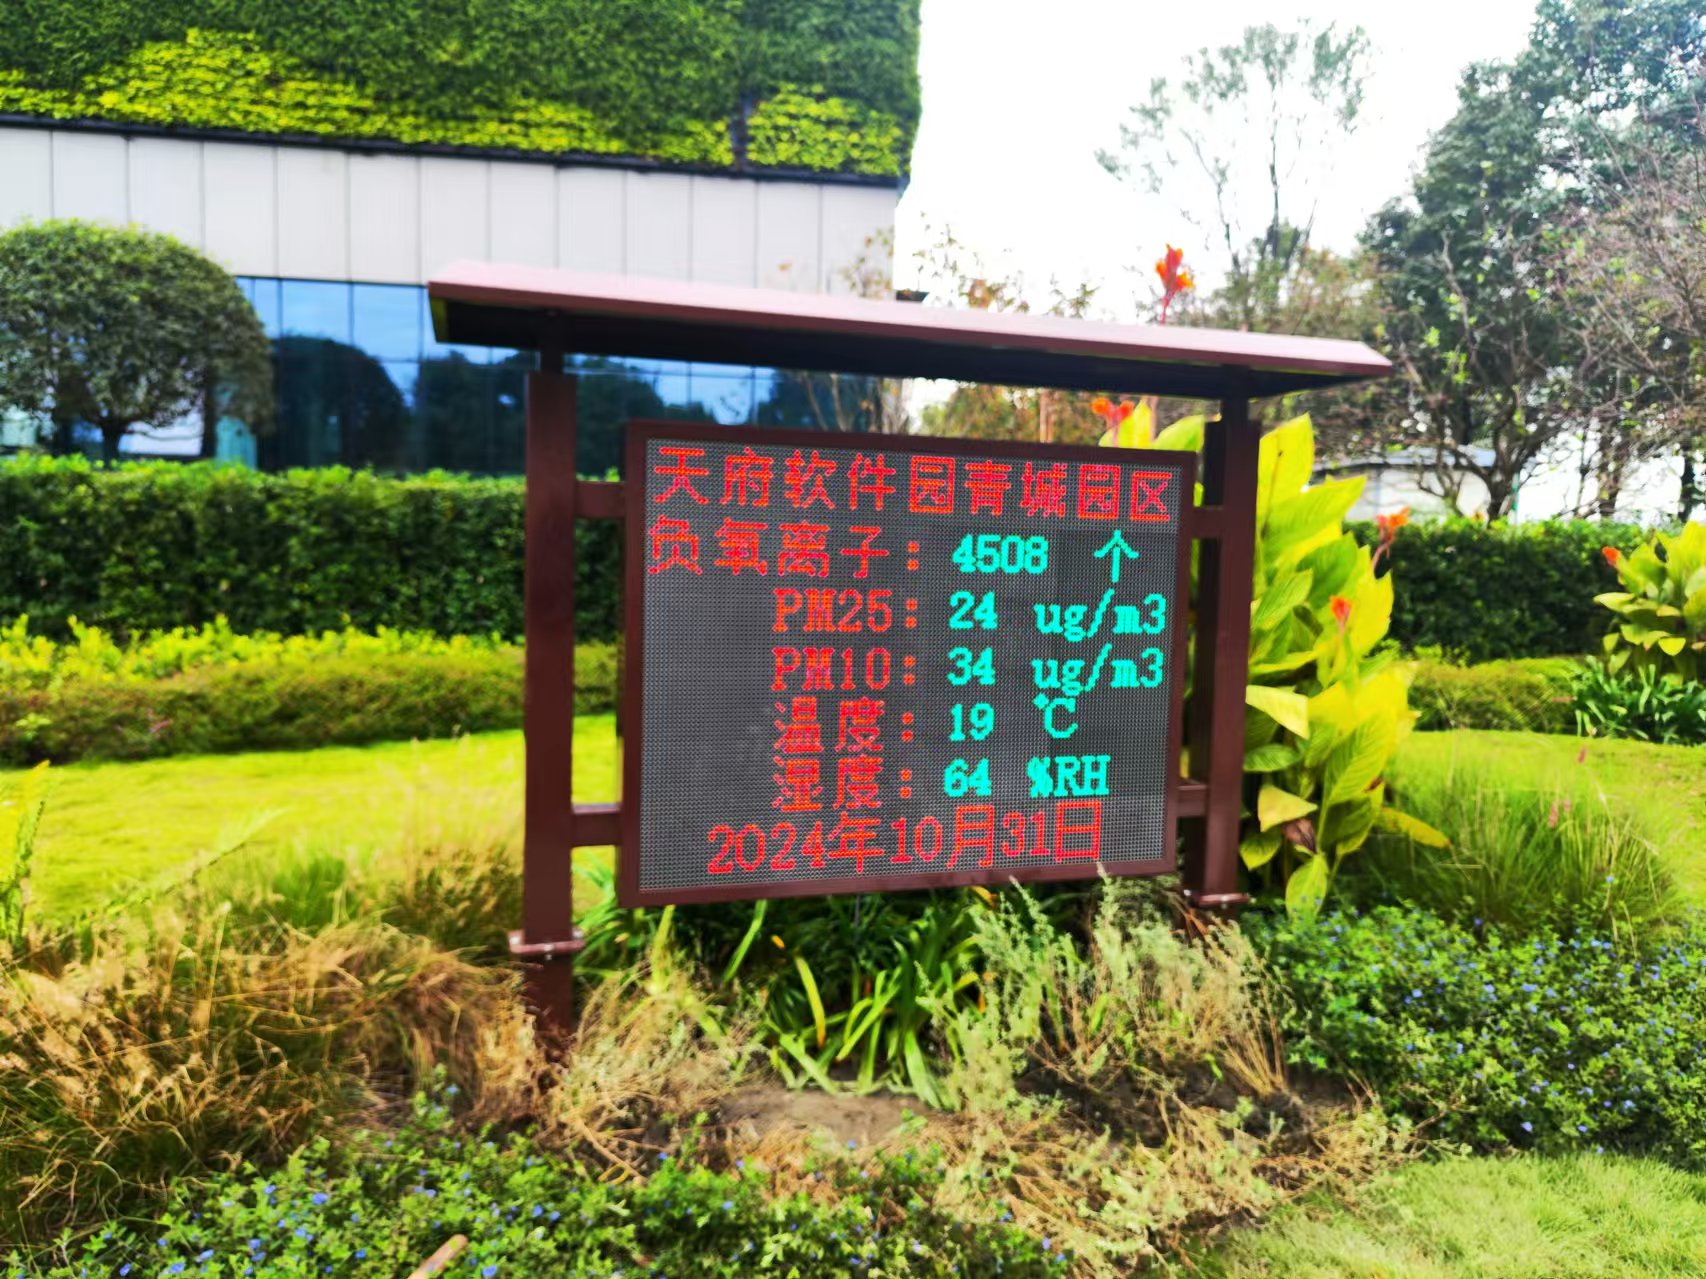 天府软件园青城园区
负氧离子：4508 个
PM25：24 ug/m3
PM10：34 ug/m3
温度：19 ℃
湿度：64 %RH
2024年10月31日